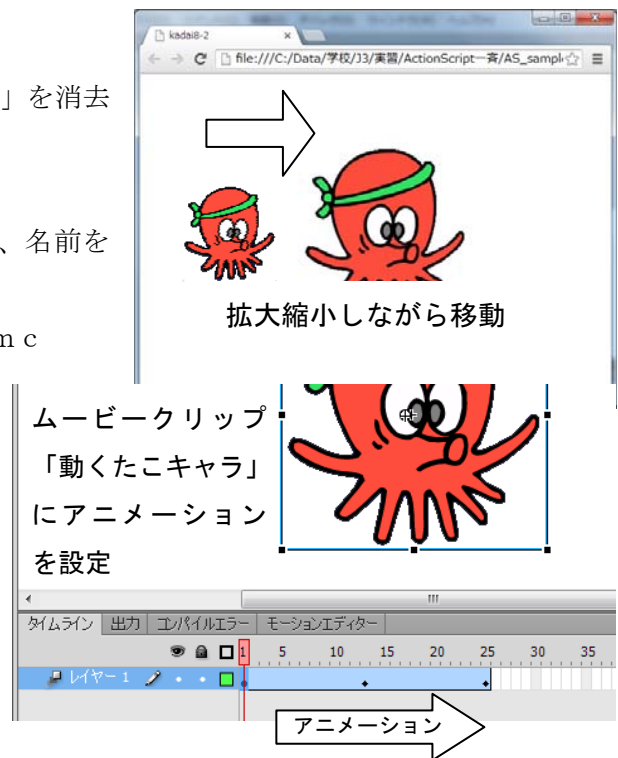 kadai8-2
file:///C:/Data/学校/J3/実習/ActionScript一斉/AS_sampl
」を消去
、名前を
ｍｃ
拡大縮小しながら移動
ムービークリップ
「動くたこキャラ」
にアニメーション
を設定
タイムライン 出力 コンパイルエラー モーションエディター
1 5 10 15 20 25 30 35
レイヤー 1
アニメーション